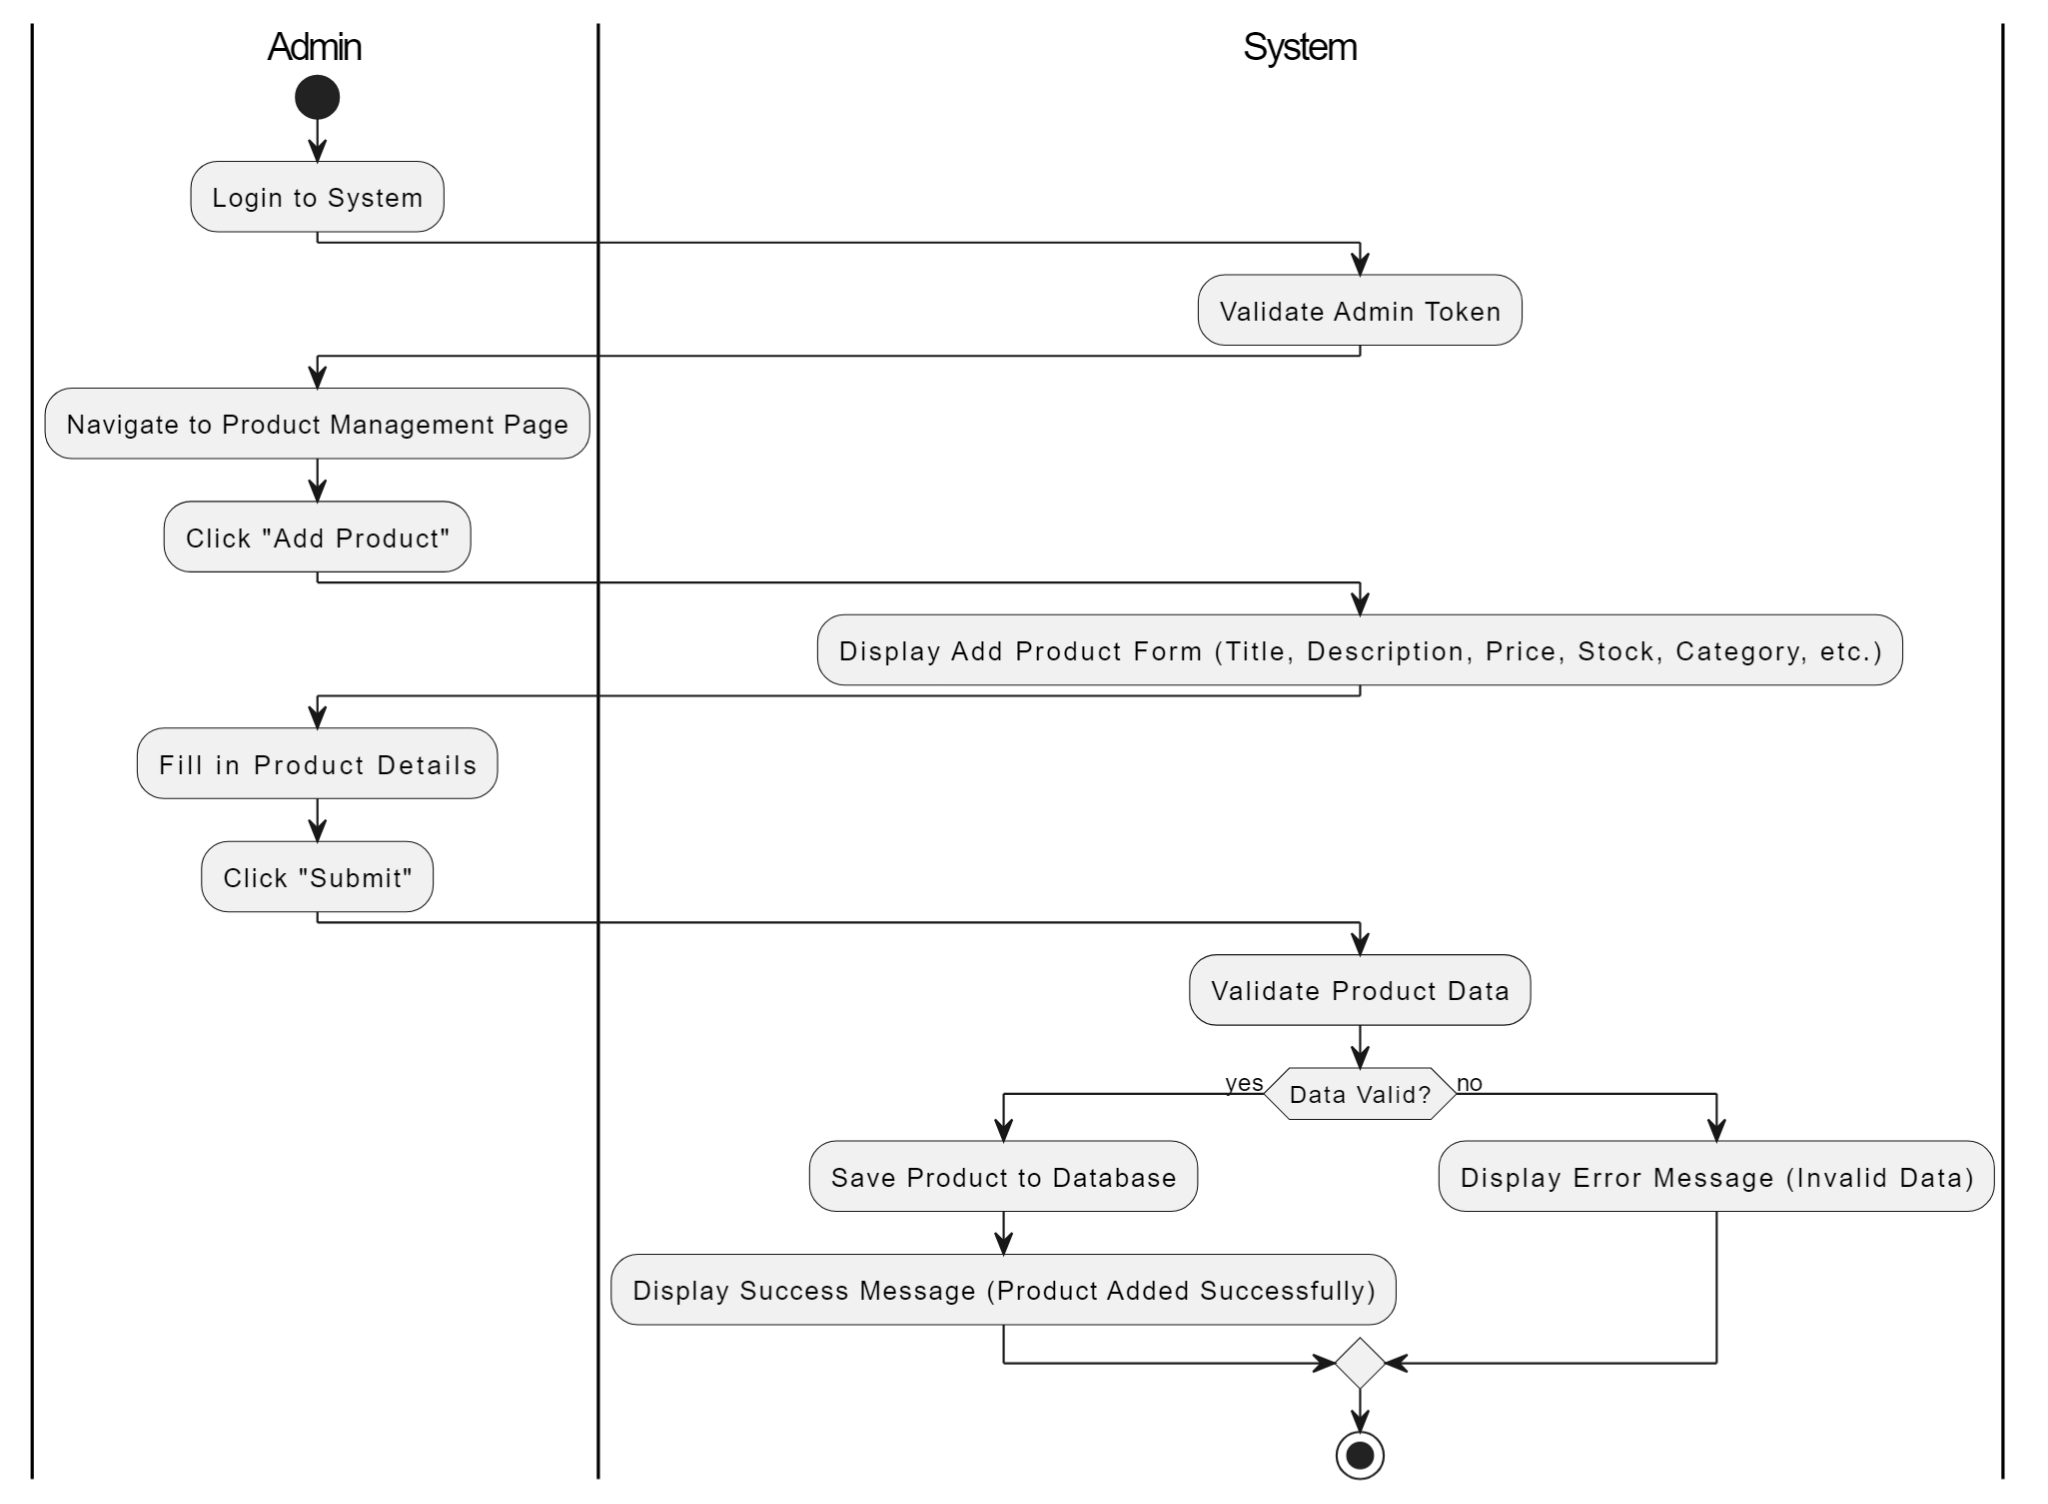 Admin
System
Login to System
Validate Admin Token
Navigate to Product Management Page
Click "Add Product"
Display Add Product Form (Title, Description, Price, Stock, Category, etc.)
Fill in Product Details
Click "Submit"
Validate Product Data
yes
Data Valid?
no
Save Product to Database
Display Error Message (Invalid Data)
Display Success Message (Product Added Successfully)